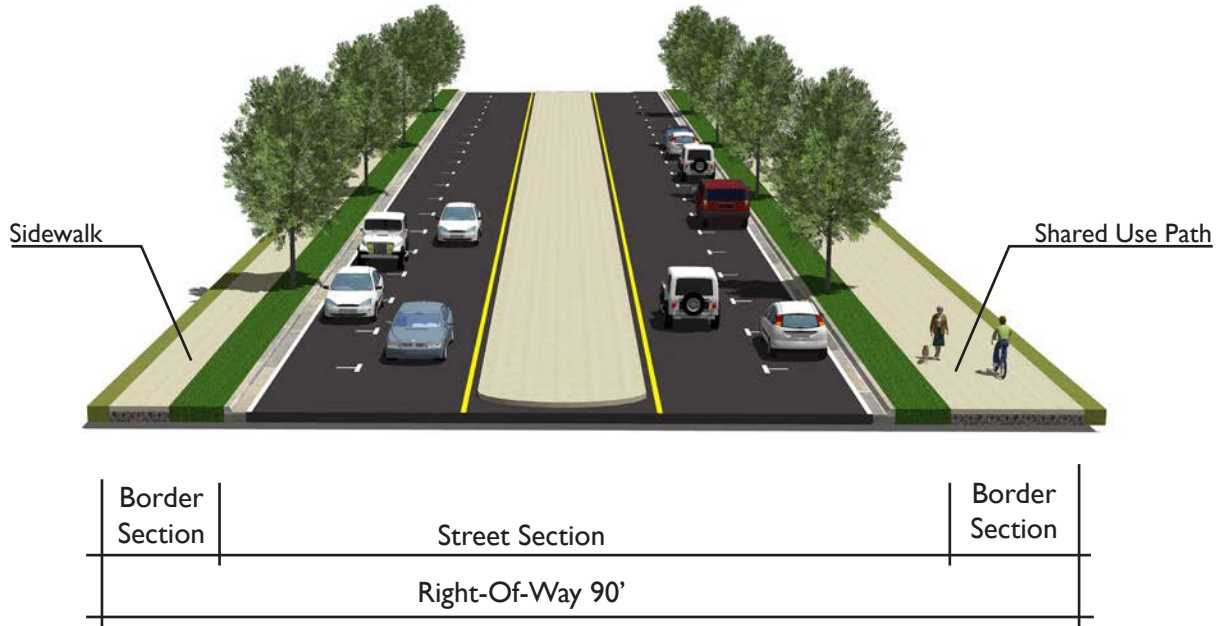 Sidewalk
Shared Use Path
Border
Section
Street Section
Border
Section
Right-Of-Way 90'